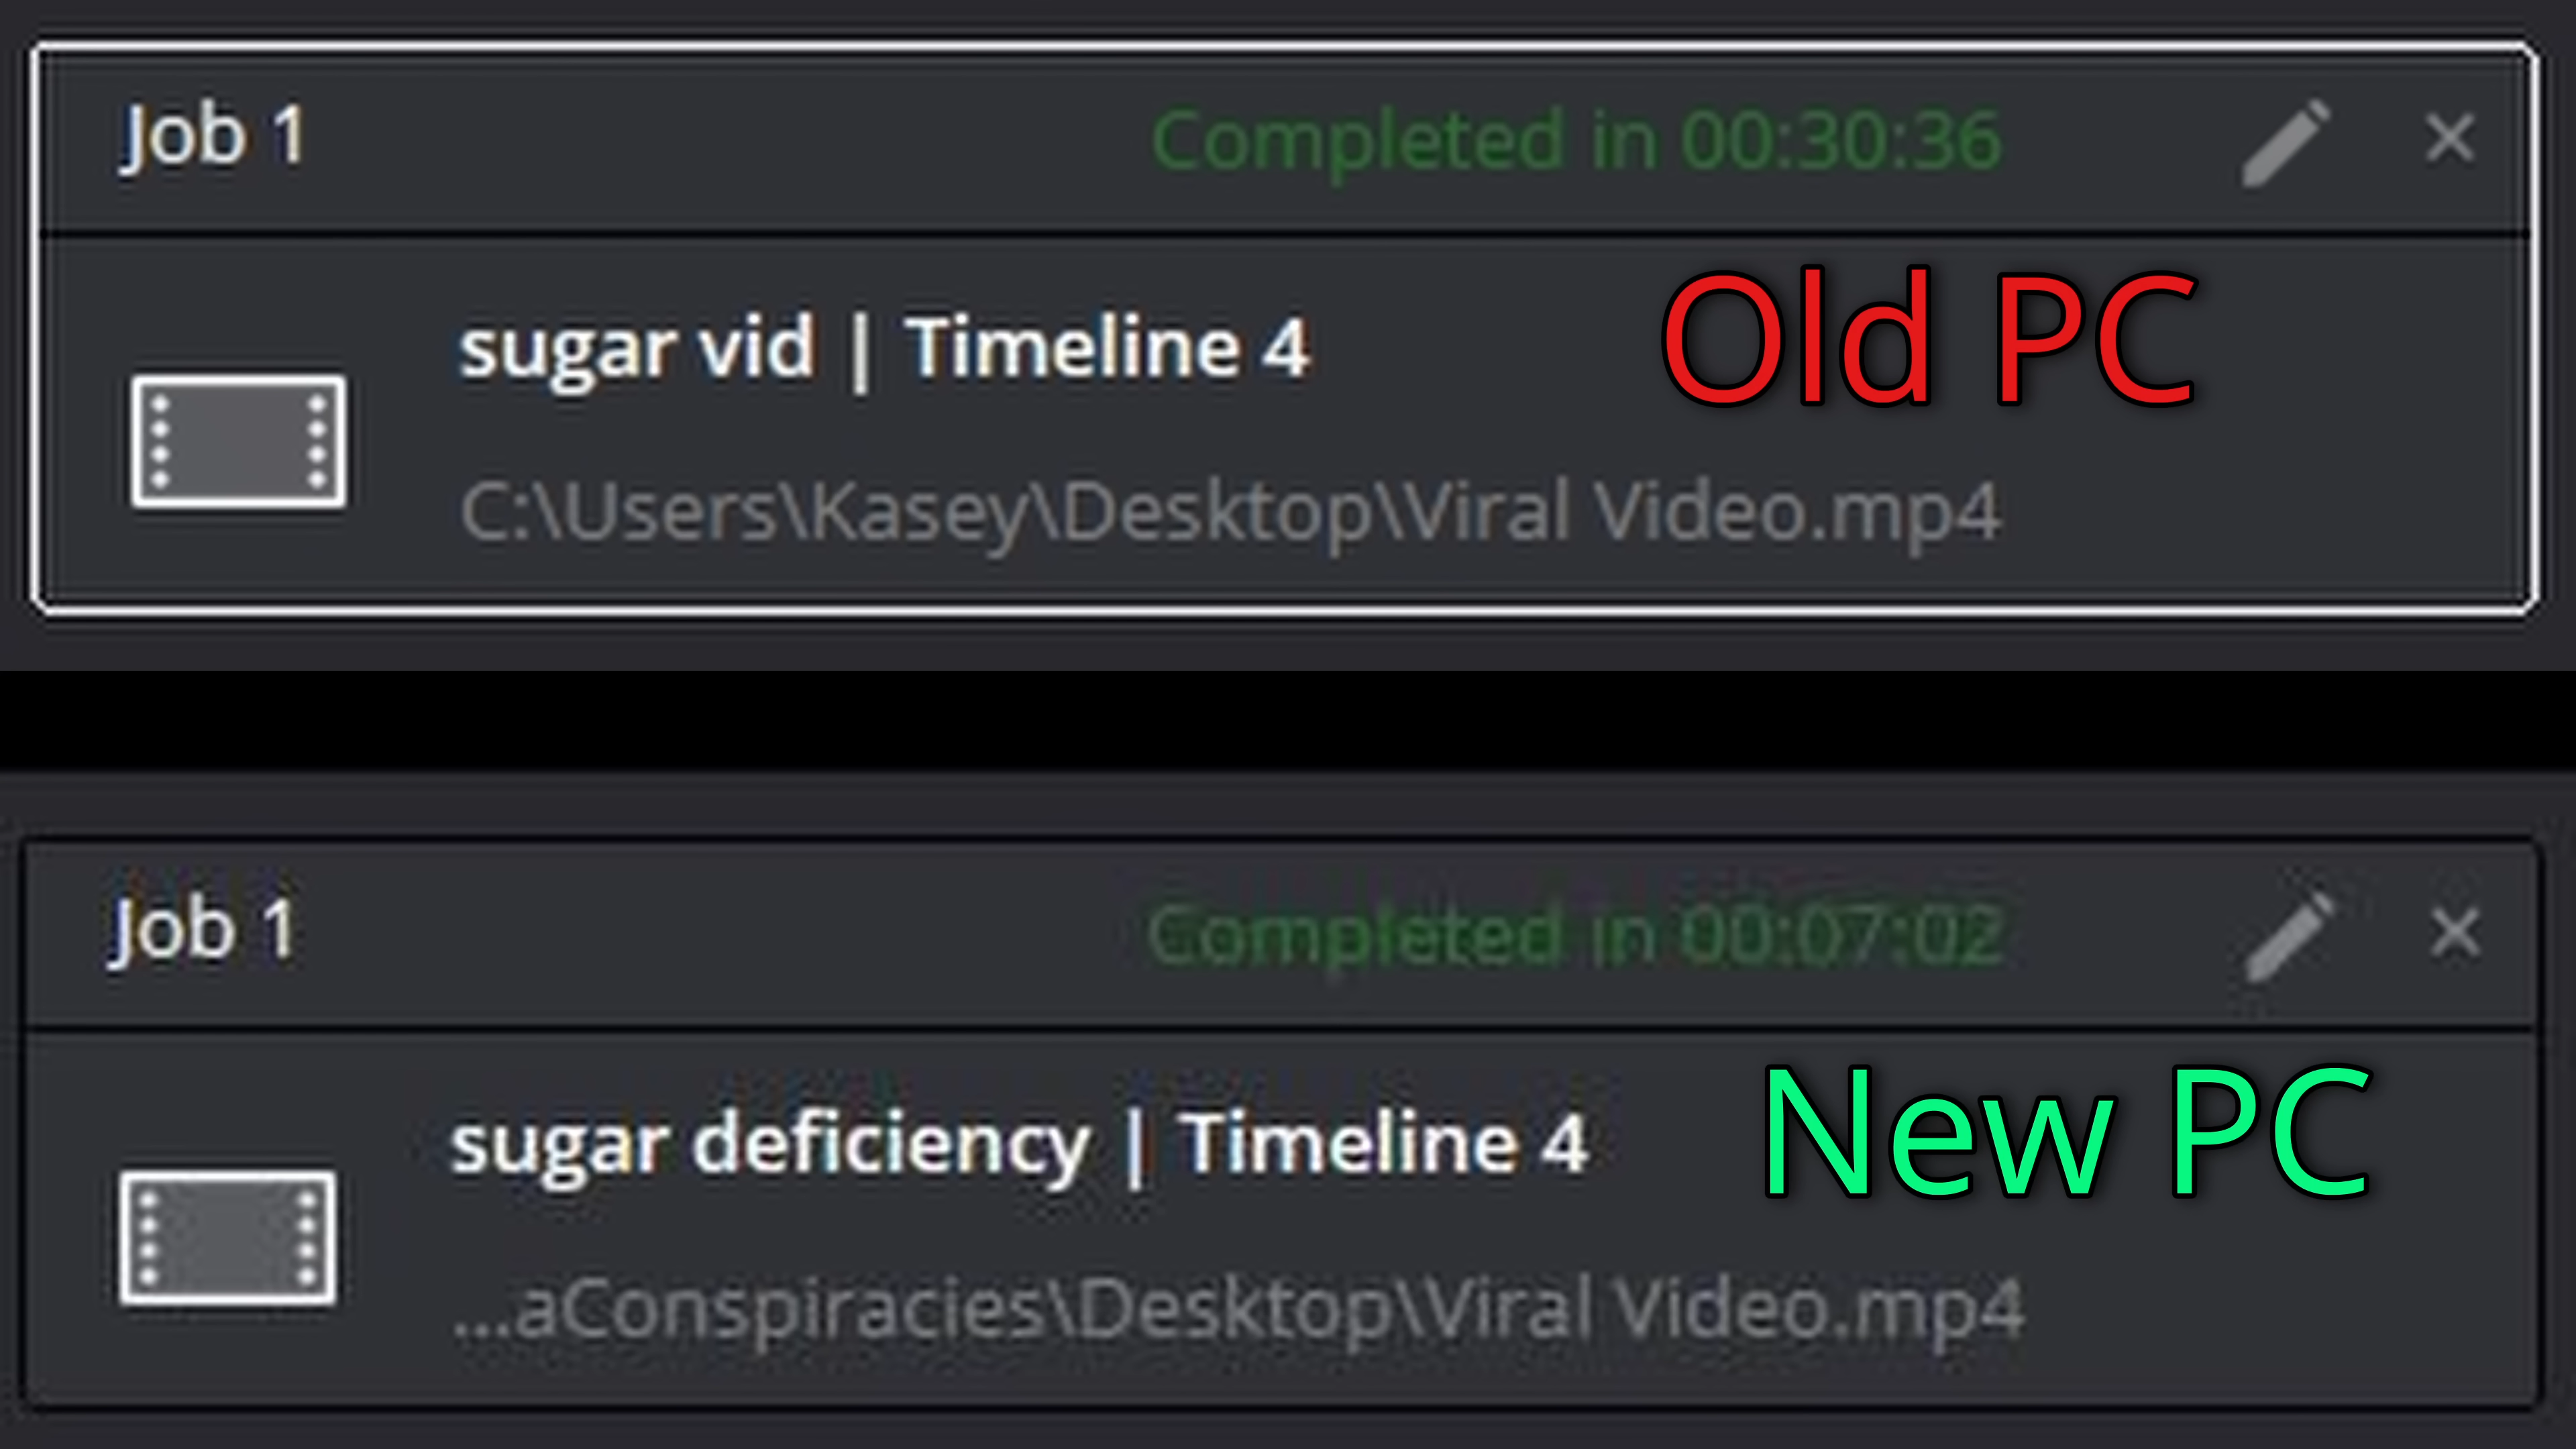 Job 1 Completed in 00:30:36
sugar vid | Timeline 4
Old PC
C:\Users\Kasey\Desktop\Viral Video.mp4
Job 1 Completed in 00:07:02
sugar deficiency | Timeline 4
New PC
...aConspiracies\Desktop\Viral Video.mp4